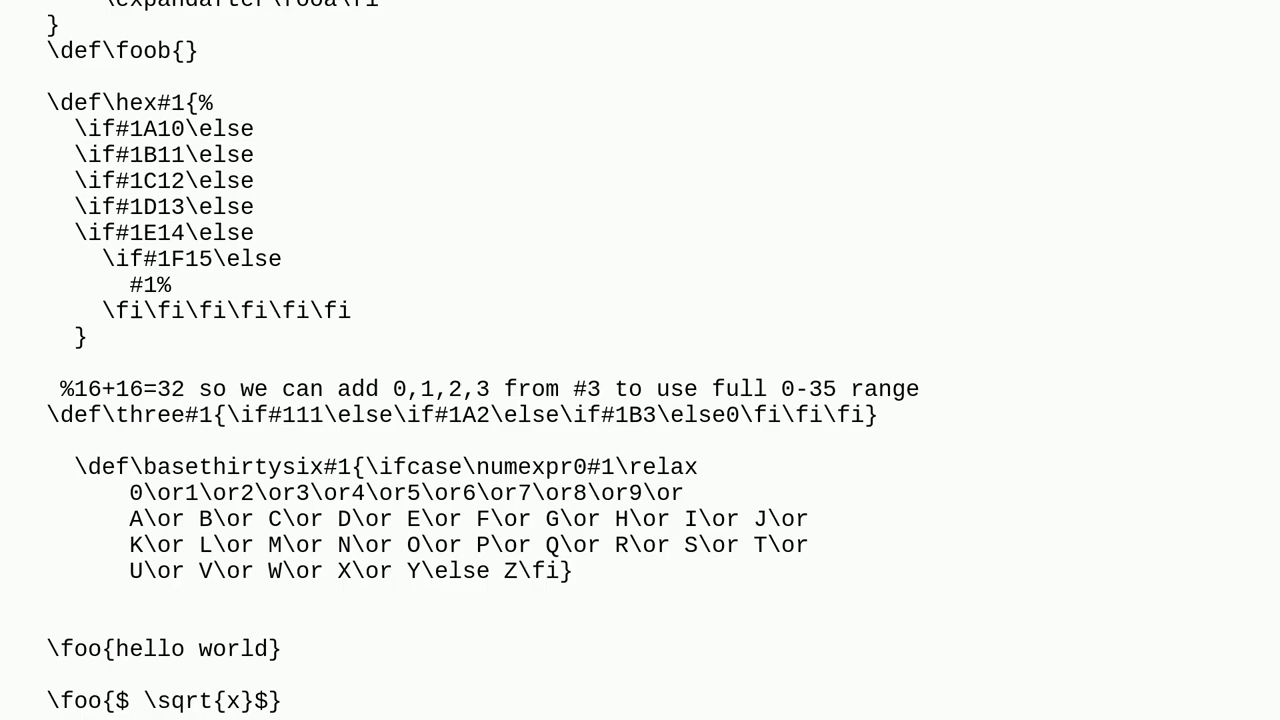 \expandafter\fooa\fi
}
\def\foob{}
\def\hex#1{%
\if#1A10\else
\if#1B11\else
\if#1C12\else
\if#1D13\else
\if#1E14\else
\if#1F15\else
#1%
\fi\fi\fi\fi\fi\fi
}
%16+16=32 so we can add 0,1,2,3 from #3 to use full 0-35 range
\def\three#1{\if#111\else\if#1A2\else\if#1B3\else0\fi\fi\fi}
\def\basethirtysix#1{\ifcase\numexpr0#1\relax
0\or1\or2\or3\or4\or5\or6\or7\or8\or9\or
A\or B\or C\or D\or E\or F\or G\or H\or I\or J\or
K\or L\or M\or N\or O\or P\or Q\or R\or S\or T\or
U\or V\or W\or X\or Y\else Z\fi}
\foo{hello world}
\foo{$ \sqrt{x}$}